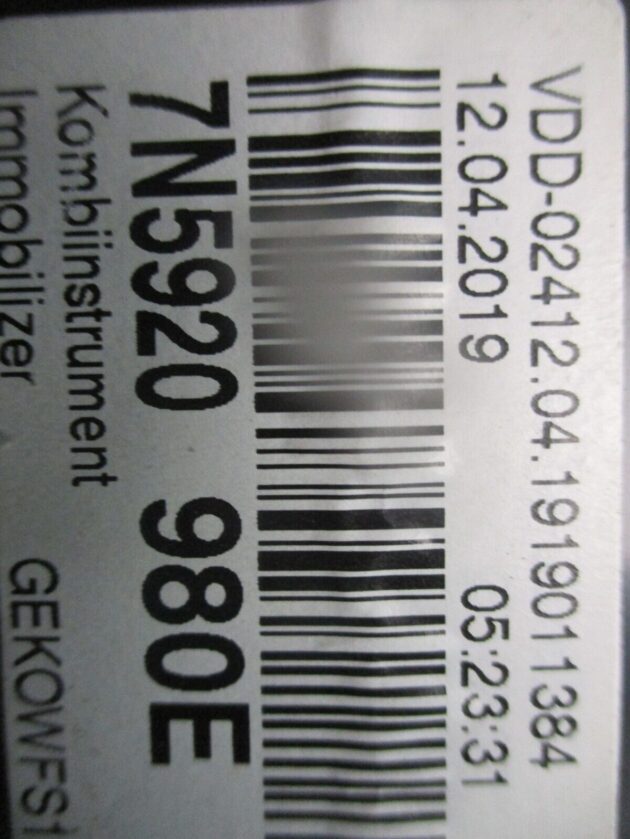 VDD-02412.04.1919011384
12.04.2019 05:23:31
7N5920 980E
Kombiinstrument
Immobilizer GEKOWFS1